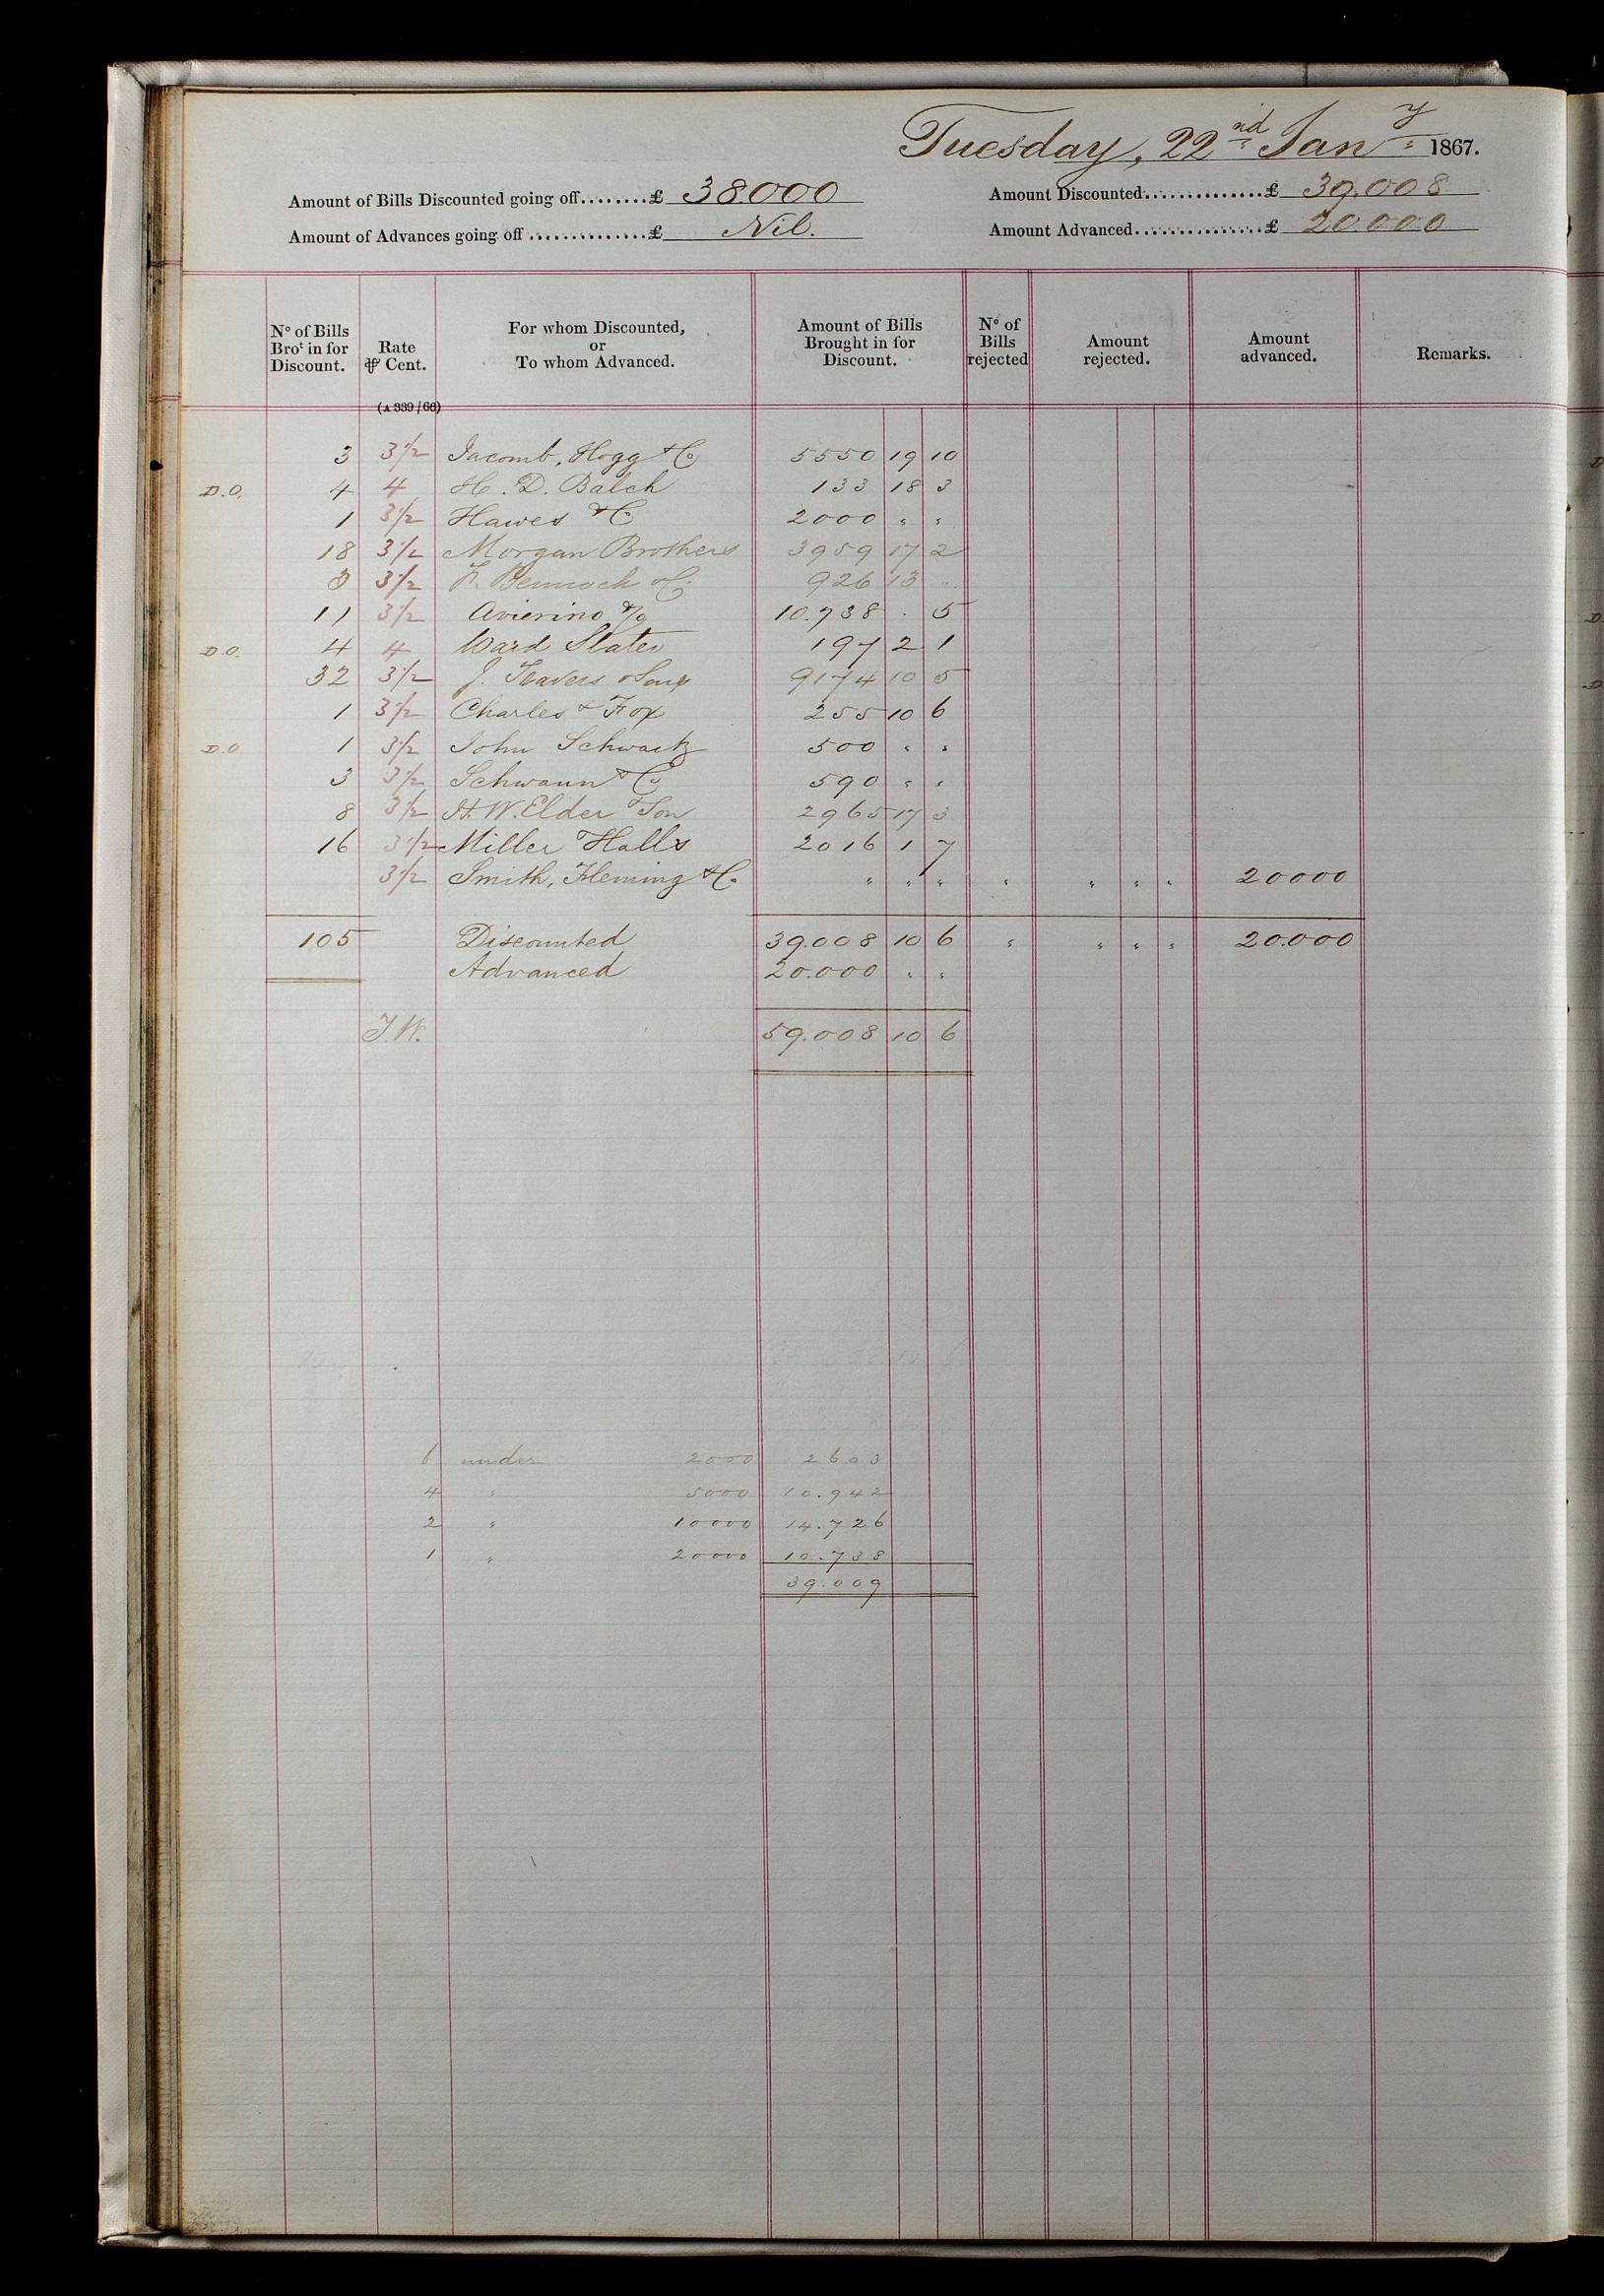 Tuesday, 22nd Jany 1867.
Amount of Bills Discounted going off........£ 38.000 Amount Discounted..............£ 39.008
Amount of Advances going off ..............£ Nil. Amount Advanced................£ 20.000
No of Bills Brot in for Discount. Rate ⅌ Cent. For whom Discounted, or To whom Advanced. Amount of Bills Brought in for Discount. No of Bills rejected Amount rejected. Amount advanced. Remarks.
(A 339/66)
3 3½ Jacomb, Hogg & Co 5550 19 10
D.O. 4 4 H. D. Balch 133 18 3
1 3½ Hawes & Co 2000 " "
18 3½ Morgan Brothers 3959 17 2
3 3½ F. Bennoch & Co 926 13 "
11 3½ Avierino & Co 10.738 . 5
D.O. 4 4 Ward Slater 197 2 1
32 3½ J. Travers & Sons 9174 10 5
1 3½ Charles & Fox 255 10 6
D.O. 1 3½ John Schwartz 500 " "
3 3½ Schwann & Co 590 " "
8 3½ H. W. Elder & Son 2965 17 3
16 3½ Miller Halls 2016 1 7
3½ Smith, Fleming & Co " " " " " " " 20000
105 Discounted 39.008 10 6 " " " " 20.000
Advanced 20.000 " "
J.W. 59.008 10 6
6 under 2000 2603
4 " 5000 10.942
2 " 10000 14.726
1 " 20000 10.738
39.009